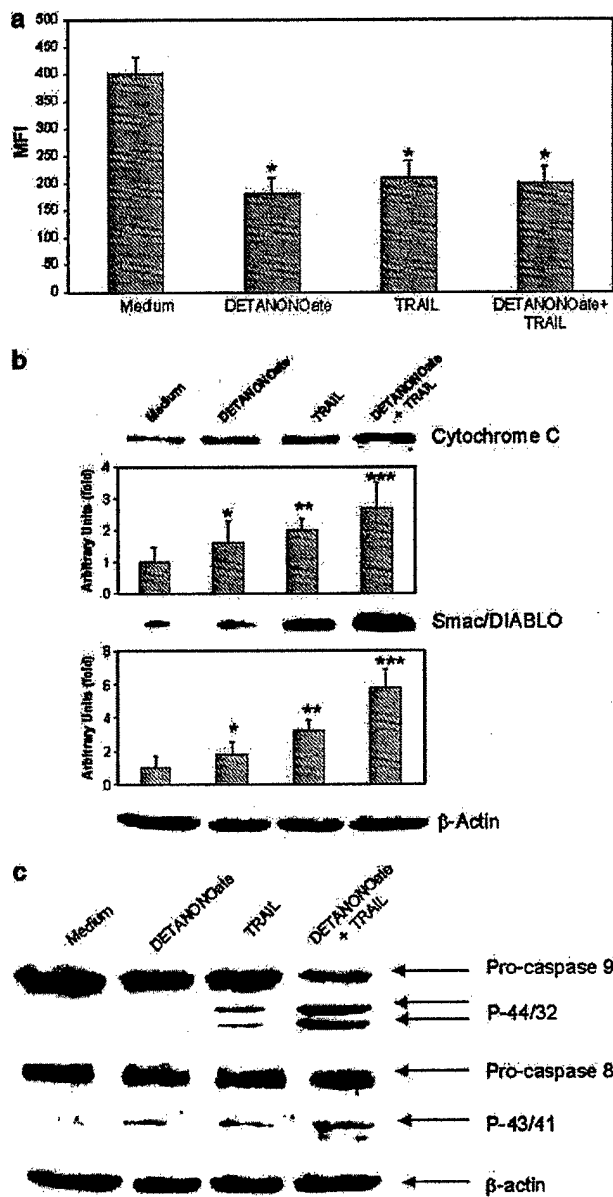 a
500
450
400
350
300
250
200
150
100
50
0
MFI
*
*
*
Medium
DETANONOate
TRAIL
DETANONOate+
TRAIL
b
Medium
DETANONOate
TRAIL
DETANONOate
+ TRAIL
Cytochrome C
Arbitrary Units (fold)
4
3
2
1
0
*
**
***
Smac/DIABLO
Arbitrary Units (fold)
8
6
4
2
0
*
**
***
β-Actin
c
Medium
DETANONOate
TRAIL
DETANONOate
+ TRAIL
Pro-caspase 9
P-44/32
Pro-caspase 8
P-43/41
β-actin